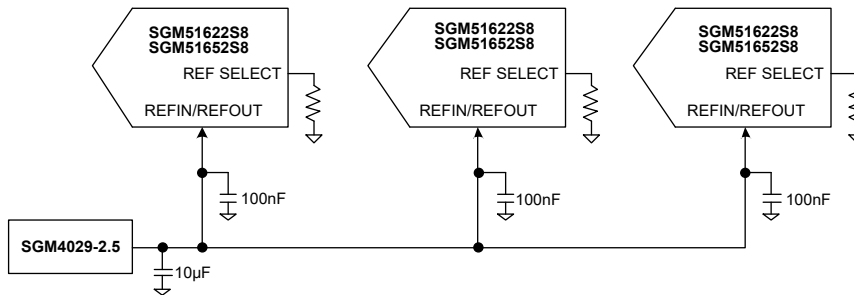 SGM51622S8
SGM51652S8
REF SELECT
REFIN/REFOUT
100nF
SGM51622S8
SGM51652S8
REF SELECT
REFIN/REFOUT
100nF
SGM51622S8
SGM51652S8
REF SELECT
REFIN/REFOUT
100nF
SGM4029-2.5
10µF